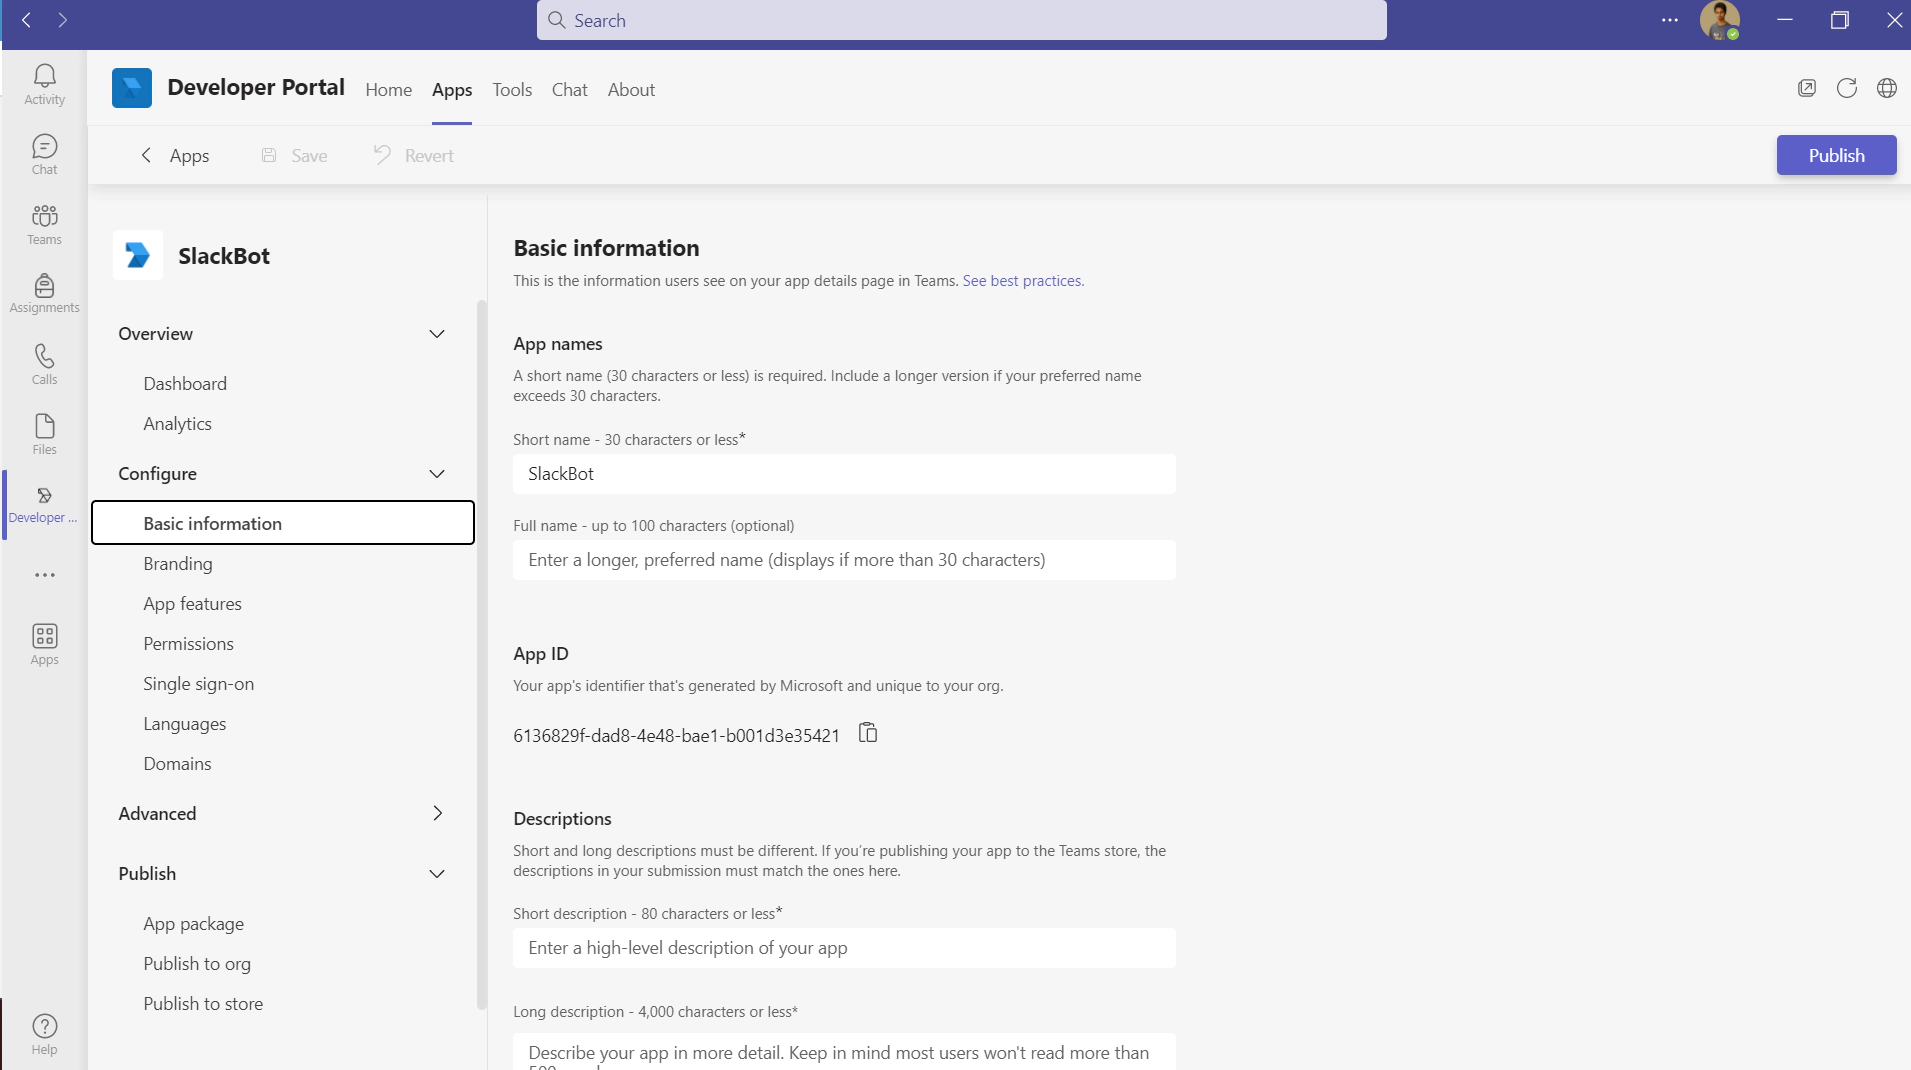 Search
Activity
Chat
Teams
Assignments
Calls
Files
Developer ...
Apps
Help
Developer Portal
Home
Apps
Tools
Chat
About
Apps
Save
Revert
Publish
SlackBot
Overview
Dashboard
Analytics
Configure
Basic information
Branding
App features
Permissions
Single sign-on
Languages
Domains
Advanced
Publish
App package
Publish to org
Publish to store
Basic information
This is the information users see on your app details page in Teams. See best practices.
App names
A short name (30 characters or less) is required. Include a longer version if your preferred name
exceeds 30 characters.
Short name - 30 characters or less*
SlackBot
Full name - up to 100 characters (optional)
Enter a longer, preferred name (displays if more than 30 characters)
App ID
Your app's identifier that's generated by Microsoft and unique to your org.
6136829f-dad8-4e48-bae1-b001d3e35421
Descriptions
Short and long descriptions must be different. If you’re publishing your app to the Teams store, the
descriptions in your submission must match the ones here.
Short description - 80 characters or less*
Enter a high-level description of your app
Long description - 4,000 characters or less*
Describe your app in more detail. Keep in mind most users won't read more than